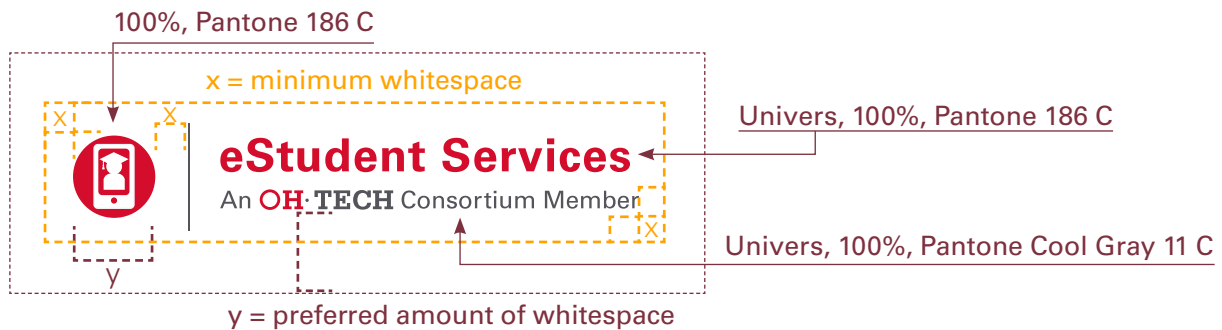 100%, Pantone 186 C
x = minimum whitespace
x
x
eStudent Services
Univers, 100%, Pantone 186 C
An OH·TECH Consortium Member
x
Univers, 100%, Pantone Cool Gray 11 C
y
y = preferred amount of whitespace